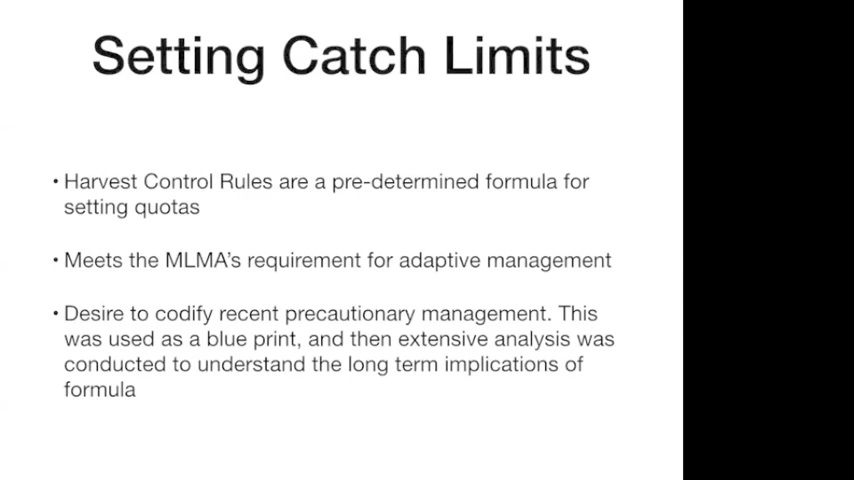 Setting Catch Limits
• Harvest Control Rules are a pre-determined formula for
setting quotas
• Meets the MLMA’s requirement for adaptive management
• Desire to codify recent precautionary management. This
was used as a blue print, and then extensive analysis was
conducted to understand the long term implications of
formula